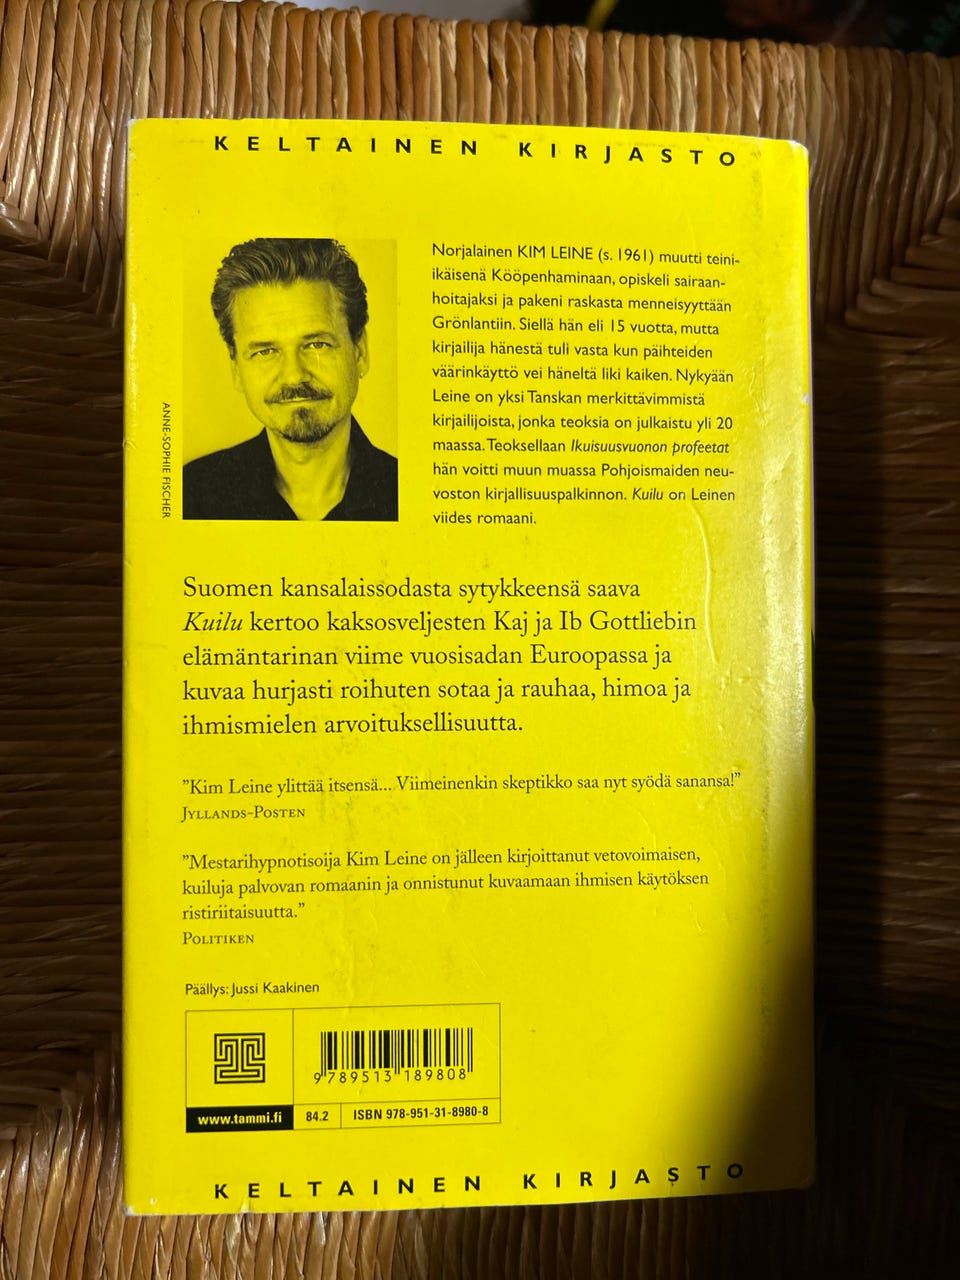 KELTAINEN KIRJASTO
Norjalainen KIM LEINE (s. 1961) muutti teini-
ikäisenä Kööpenhaminaan, opiskeli sairaan-
hoitajaksi ja pakeni raskasta menneisyyttään
Grönlantiin. Siellä hän eli 15 vuotta, mutta
kirjailija hänestä tuli vasta kun päihteiden
väärinkäyttö vei häneltä liki kaiken. Nykyään
Leine on yksi Tanskan merkittävimmistä
kirjailijoista, jonka teoksia on julkaistu yli 20
maassa. Teoksellaan Ikuisuusvuonon profeetat
hän voitti muun muassa Pohjoismaiden neu-
voston kirjallisuuspalkinnon. Kuilu on Leinen
viides romaani.
ANNE-SOPHIE FISCHER
Suomen kansalaissodasta sytykkeensä saava
Kuilu kertoo kaksosveljesten Kaj ja Ib Gottliebin
elämäntarinan viime vuosisadan Euroopassa ja
kuvaa hurjasti roihuten sotaa ja rauhaa, himoa ja
ihmismielen arvoituksellisuutta.
”Kim Leine ylittää itsensä... Viimeinenkin skeptikko saa nyt syödä sanansa!”
JYLLANDS-POSTEN
”Mestarihypnotisoija Kim Leine on jälleen kirjoittanut vetovoimaisen,
kuiluja palvovan romaanin ja onnistunut kuvaamaan ihmisen käytöksen
ristiriitaisuutta.”
POLITIKEN
Päällys: Jussi Kaakinen
9 789513 189808
www.tammi.fi 84.2 ISBN 978-951-31-8980-8
KELTAINEN KIRJASTO